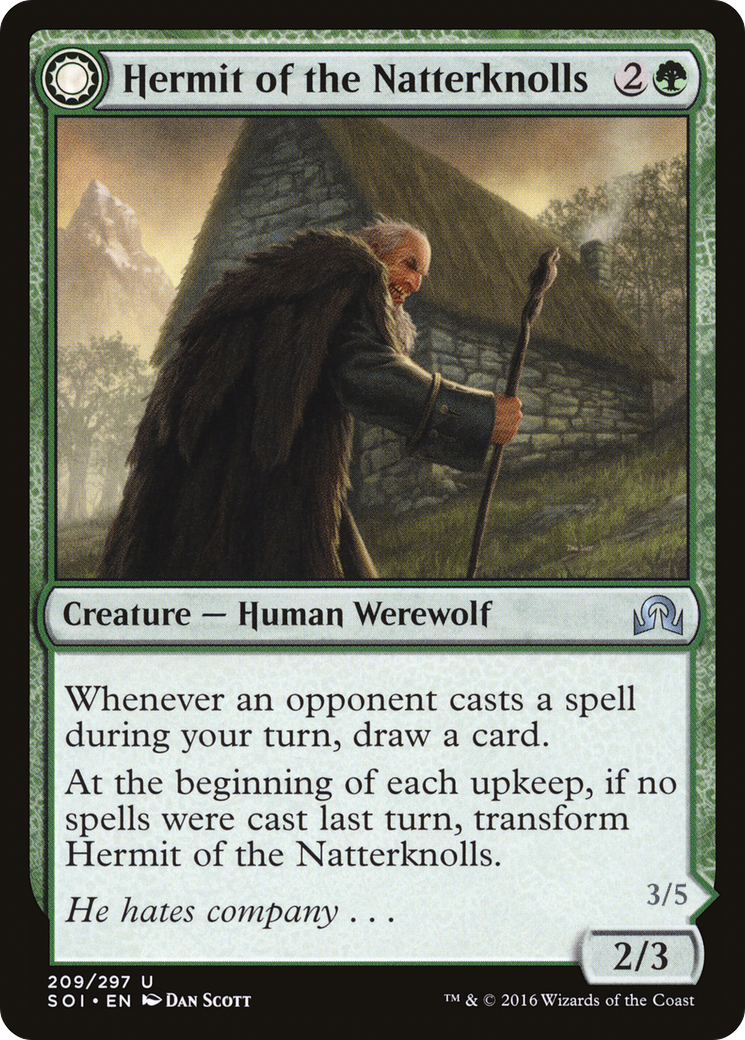 Hermit of the Natterknolls 2
Creature — Human Werewolf
Whenever an opponent casts a spell
during your turn, draw a card.
At the beginning of each upkeep, if no
spells were cast last turn, transform
Hermit of the Natterknolls.
He hates company . . .
3/5
2/3
209/297 U
SOI • EN Dan Scott
™ & © 2016 Wizards of the Coast